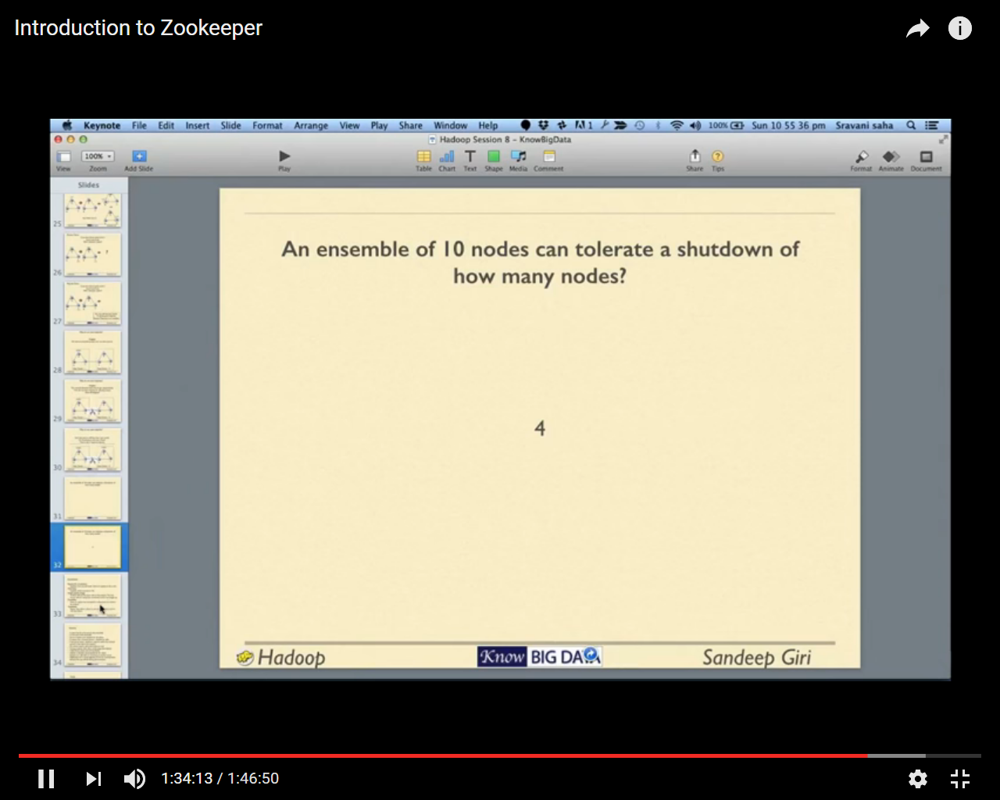 Introduction to Zookeeper
Keynote File Edit Insert Slide Format Arrange View Play Share Window Help 1 100% Sun 10 55 36 pm Sravani saha
Hadoop Session 8 - KnowBigData
100%
View Zoom Add Slide Play Table Chart Text Shape Media Comment Share Tips Format Animate Document
Slides
25
26
27
28
29
30
31
32
33
34
An ensemble of 10 nodes can tolerate a shutdown of
how many nodes?
4
Hadoop Know BIG DATA Sandeep Giri
1:34:13 / 1:46:50